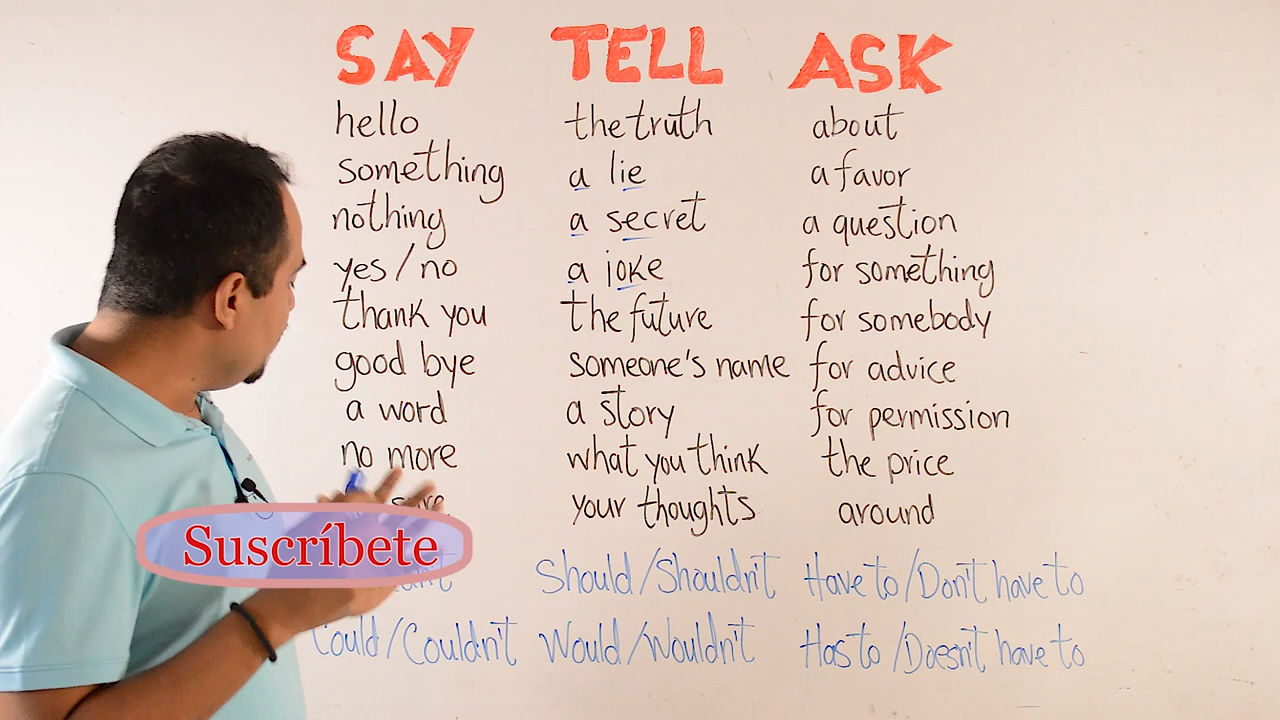 SAY TELL ASK
hello the truth about
something a lie a favor
nothing a secret a question
yes/no a joke for something
thank you the future for somebody
good bye someone's name for advice
a word a story for permission
no more what you think the price
your thoughts around
Suscríbete
Should/Shouldn't Have to/Don't have to
Could/Couldn't Would/Wouldn't Has to/Doesn't have to